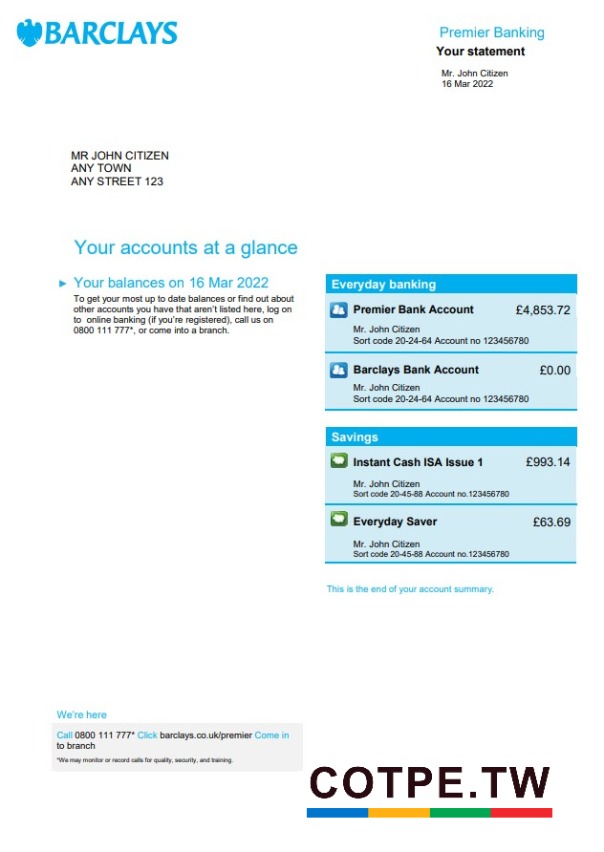 BARCLAYS
Premier Banking
Your statement
Mr. John Citizen
16 Mar 2022
MR JOHN CITIZEN
ANY TOWN
ANY STREET 123
Your accounts at a glance
Your balances on 16 Mar 2022
To get your most up to date balances or find out about
other accounts you have that aren't listed here, log on
to online banking (if you're registered), call us on
0800 111 777*, or come into a branch.
Everyday banking
Premier Bank Account £4,853.72
Mr. John Citizen
Sort code 20-24-64 Account no 123456780
Barclays Bank Account £0.00
Mr. John Citizen
Sort code 20-24-64 Account no 123456780
Savings
Instant Cash ISA Issue 1 £993.14
Mr. John Citizen
Sort code 20-45-88 Account no.123456780
Everyday Saver £63.69
Mr. John Citizen
Sort code 20-45-88 Account no.123456780
This is the end of your account summary.
We're here
Call 0800 111 777* Click barclays.co.uk/premier Come in
to branch
*We may monitor or record calls for quality, security, and training.
COTPE.TW